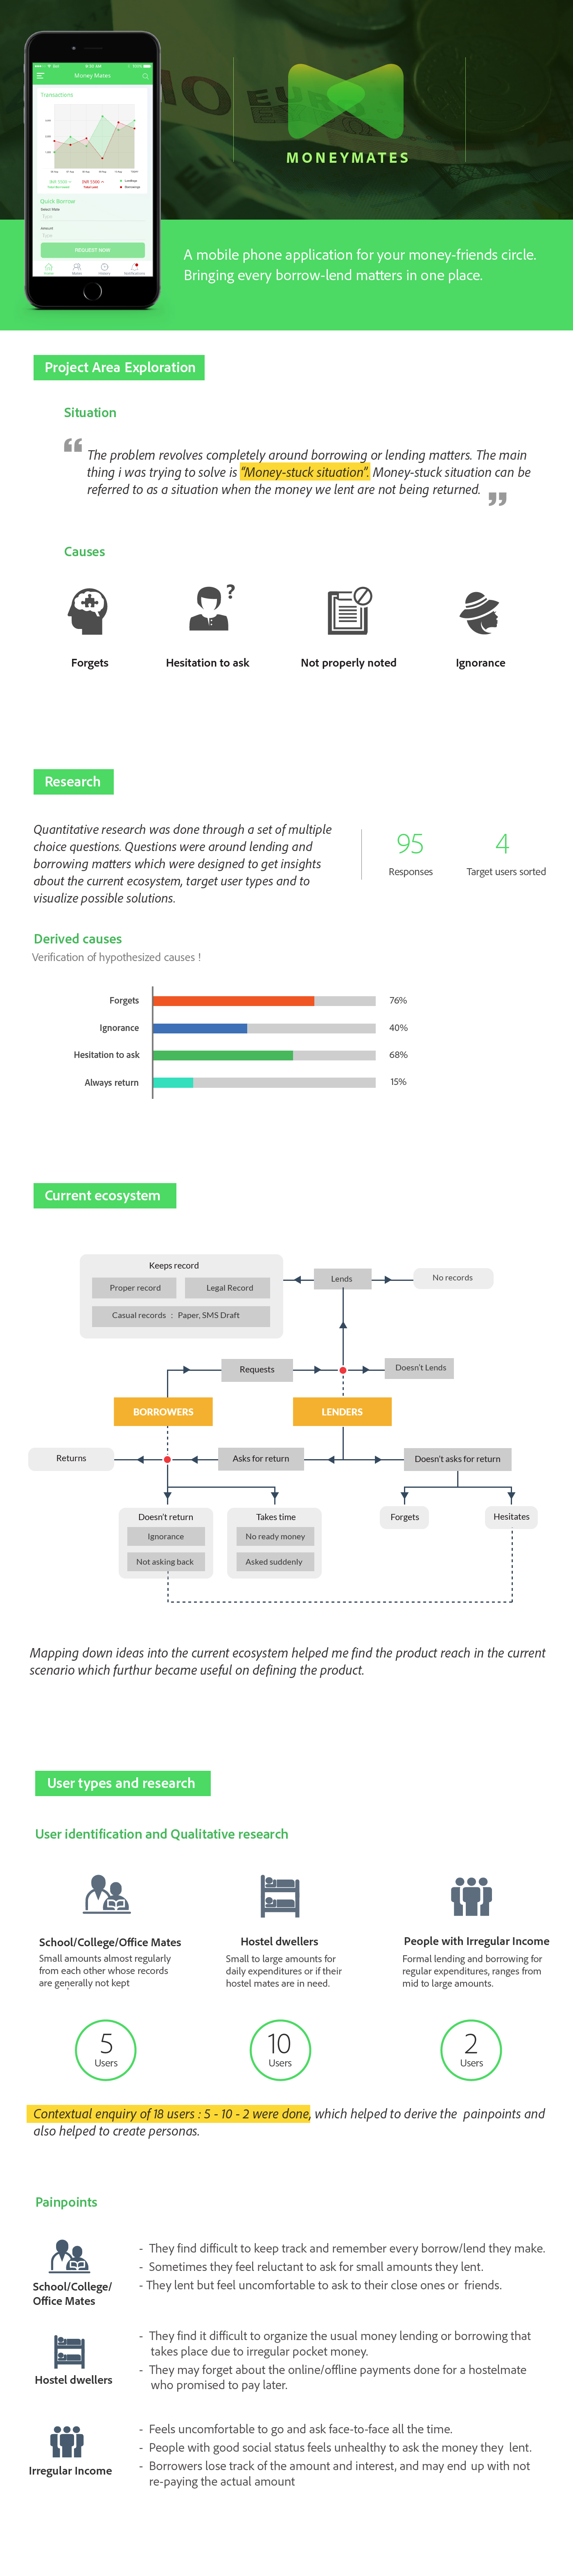 Money Mates
Transactions
Quick Borrow
REQUEST NOW
EURO
MONEYMATES
A mobile phone application for your money-friends circle.
Bringing every borrow-lend matters in one place.
Project Area Exploration
Situation
“
The problem revolves completely around borrowing or lending matters. The main
thing i was trying to solve is “Money-stuck situation”. Money-stuck situation can be
referred to as a situation when the money we lent are not being returned.
”
Causes
?
Forgets
Hesitation to ask
Not properly noted
Ignorance
Research
Quantitative research was done through a set of multiple
choice questions. Questions were around lending and
borrowing matters which were designed to get insights
about the current ecosystem, target user types and to
visualize possible solutions.
95
Responses
4
Target users sorted
Derived causes
Verification of hypothesized causes !
Forgets 76%
Ignorance 40%
Hesitation to ask 68%
Always return 15%
Current ecosystem
Keeps record
Proper record
Legal Record
Casual records : Paper, SMS Draft
Lends
No records
Requests
Doesn't Lends
BORROWERS
LENDERS
Returns
Asks for return
Doesn't asks for return
Doesn't return
Ignorance
Not asking back
Takes time
No ready money
Asked suddenly
Forgets
Hesitates
Mapping down ideas into the current ecosystem helped me find the product reach in the current
scenario which furthur became useful on defining the product.
User types and research
User identification and Qualitative research
School/College/Office Mates
Small amounts almost regularly
from each other whose records
are generally not kept
Hostel dwellers
Small to large amounts for
daily expenditures or if their
hostel mates are in need.
People with Irregular Income
Formal lending and borrowing for
regular expenditures, ranges from
mid to large amounts.
5
Users
10
Users
2
Users
Contextual enquiry of 18 users : 5 - 10 - 2 were done, which helped to derive the painpoints and
also helped to create personas.
Painpoints
School/College/
Office Mates
- They find difficult to keep track and remember every borrow/lend they make.
- Sometimes they feel reluctant to ask for small amounts they lent.
- They lent but feel uncomfortable to ask to their close ones or friends.
Hostel dwellers
- They find it difficult to organize the usual money lending or borrowing that
takes place due to irregular pocket money.
- They may forget about the online/offline payments done for a hostelmate
who promised to pay later.
Irregular Income
- Feels uncomfortable to go and ask face-to-face all the time.
- People with good social status feels unhealthy to ask the money they lent.
- Borrowers lose track of the amount and interest, and may end up with not
re-paying the actual amount